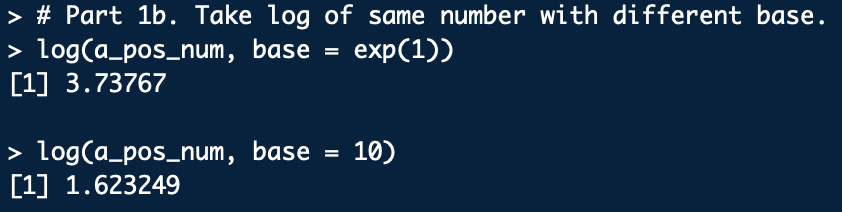 > # Part 1b. Take log of same number with different base.
> log(a_pos_num, base = exp(1))
[1] 3.73767
> log(a_pos_num, base = 10)
[1] 1.623249